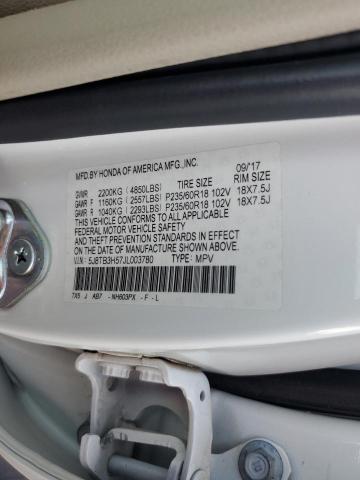 MFD.BY HONDA OF AMERICA MFG.,INC. 09/17
GVWR 2200KG (4850LBS) TIRE SIZE RIM SIZE
GAWR F 1160KG (2557LBS) P235/60R18 102V 18X7.5J
GAWR R 1040KG (2293LBS) P235/60R18 102V 18X7.5J
THIS VEHICLE CONFORMS TO ALL APPLICABLE
FEDERAL MOTOR VEHICLE SAFETY, BUMPER, AND
THEFT PREVENTION STANDARDS IN EFFECT
ON THE DATE OF MANUFACTURE SHOWN ABOVE.
V.I.N.: 5J8TB3H57JL003780 TYPE: MPV
TX5 J AB7 -NH603PX -F -L